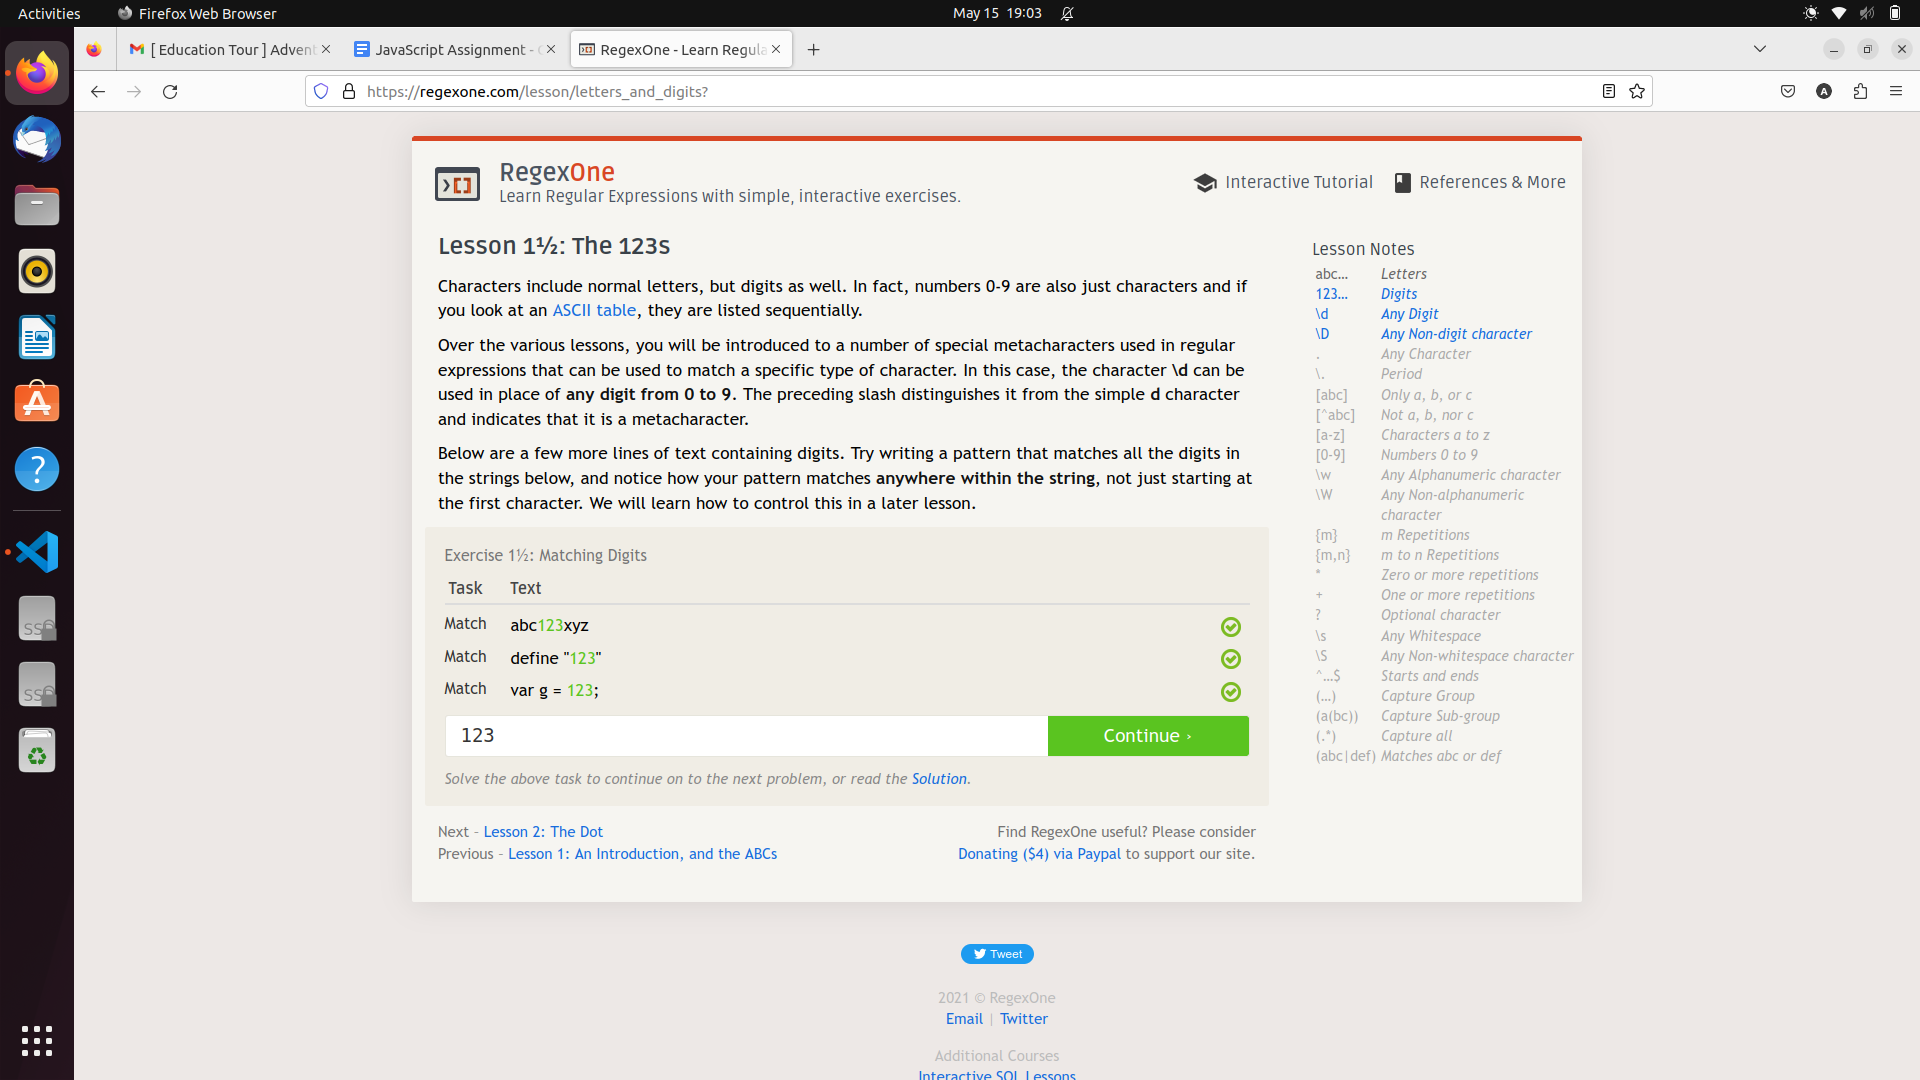 Activities
Firefox Web Browser
May 15 19:03
[ Education Tour ] Advent
JavaScript Assignment -
RegexOne - Learn Regula
https://regexone.com/lesson/letters_and_digits?
A
RegexOne
Learn Regular Expressions with simple, interactive exercises.
Interactive Tutorial
References & More
Lesson 1½: The 123s
Characters include normal letters, but digits as well. In fact, numbers 0-9 are also just characters and if
you look at an ASCII table, they are listed sequentially.
Over the various lessons, you will be introduced to a number of special metacharacters used in regular
expressions that can be used to match a specific type of character. In this case, the character \d can be
used in place of any digit from 0 to 9. The preceding slash distinguishes it from the simple d character
and indicates that it is a metacharacter.
Below are a few more lines of text containing digits. Try writing a pattern that matches all the digits in
the strings below, and notice how your pattern matches anywhere within the string, not just starting at
the first character. We will learn how to control this in a later lesson.
Exercise 1½: Matching Digits
Task Text
Match abc123xyz
Match define "123"
Match var g = 123;
123
Continue ›
Solve the above task to continue on to the next problem, or read the Solution.
Next – Lesson 2: The Dot
Previous – Lesson 1: An Introduction, and the ABCs
Find RegexOne useful? Please consider
Donating ($4) via Paypal to support our site.
Lesson Notes
abc… Letters
123… Digits
\d Any Digit
\D Any Non-digit character
. Any Character
\. Period
[abc] Only a, b, or c
[^abc] Not a, b, nor c
[a-z] Characters a to z
[0-9] Numbers 0 to 9
\w Any Alphanumeric character
\W Any Non-alphanumeric
character
{m} m Repetitions
{m,n} m to n Repetitions
* Zero or more repetitions
+ One or more repetitions
? Optional character
\s Any Whitespace
\S Any Non-whitespace character
^…$ Starts and ends
(…) Capture Group
(a(bc)) Capture Sub-group
(.*) Capture all
(abc|def) Matches abc or def
Tweet
2021 © RegexOne
Email | Twitter
Additional Courses
Interactive SQL Lessons